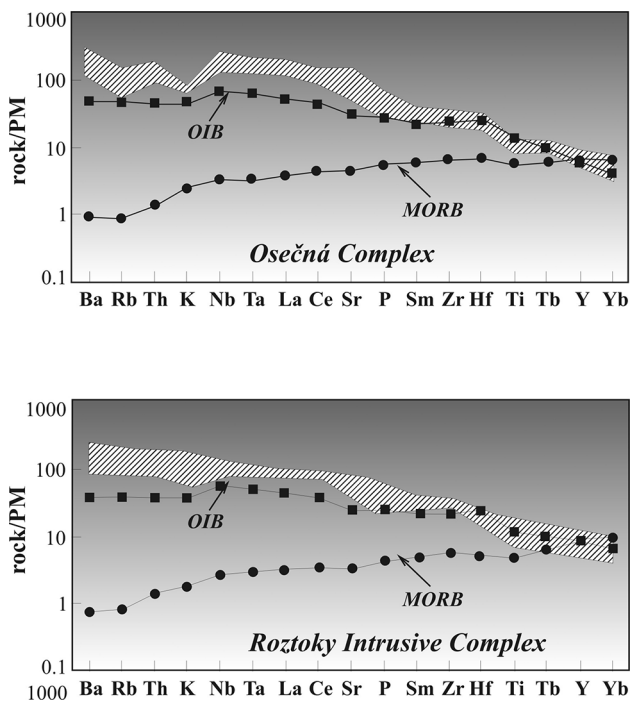 1000
100
10
1
0.1
rock/PM
OIB
MORB
Osečná Complex
Ba Rb Th K Nb Ta La Ce Sr P Sm Zr Hf Ti Tb Y Yb
1000
100
10
1
0.1
rock/PM
OIB
MORB
Roztoky Intrusive Complex
Ba Rb Th K Nb Ta La Ce Sr P Sm Zr Hf Ti Tb Y Yb
1000